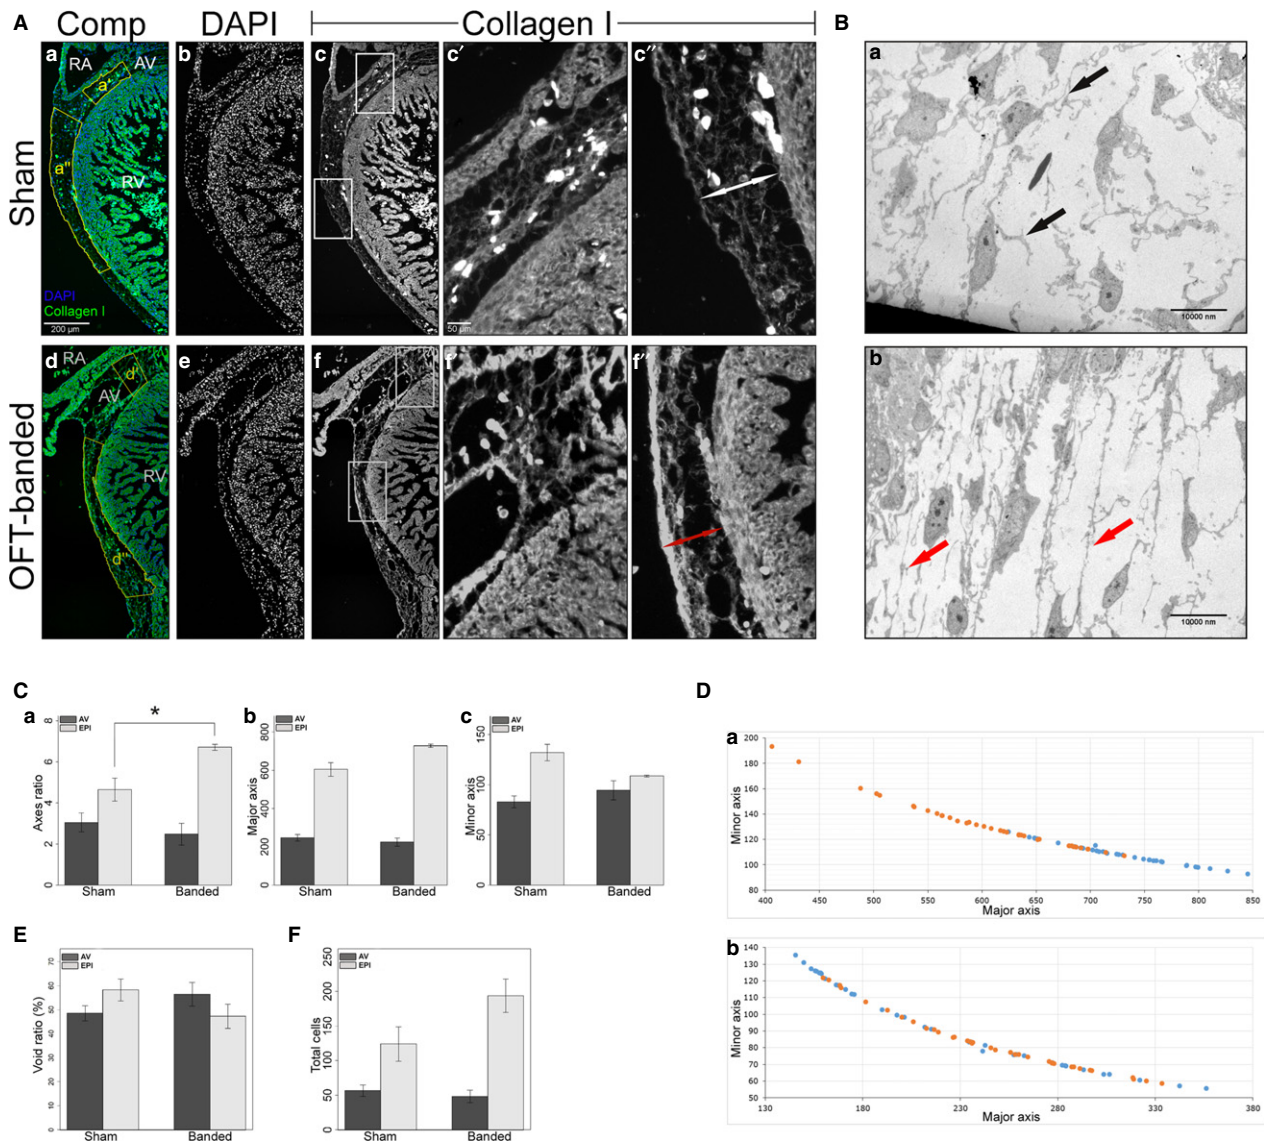 A
Comp
DAPI
Collagen I
B
Sham
a
RA
AV
a'
a"
RV
DAPI
Collagen I
200 µm
b
c
c'
50 µm
c"
a
10000 nm
OFT-banded
d
RA
d'
AV
RV
d"
e
f
f'
f"
b
10000 nm
C
a
AV
EPI
*
Axes ratio
8
6
4
2
0
Sham
Banded
b
AV
EPI
Major axis
800
600
400
200
0
Sham
Banded
c
AV
EPI
Minor axis
150
100
50
0
Sham
Banded
D
a
Minor axis
200
180
160
140
120
100
80
400 450 500 550 600 650 700 750 800 850
Major axis
b
Minor axis
140
130
120
110
100
90
80
70
60
50
130 180 230 280 330 380
Major axis
E
AV
EPI
Void ratio (%)
70
60
50
40
30
20
10
0
Sham
Banded
F
AV
EPI
Total cells
250
200
150
100
50
0
Sham
Banded